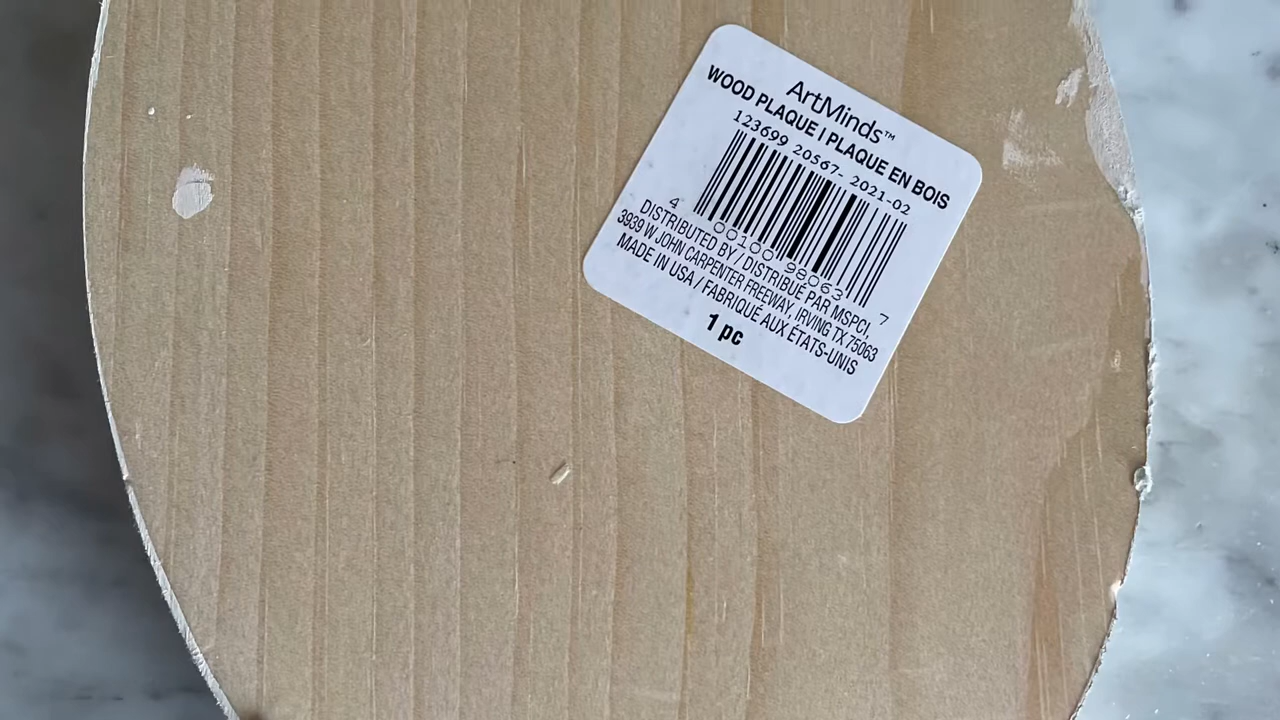 ArtMinds™
WOOD PLAQUE | PLAQUE EN BOIS
123699 20567- 2021-02
4 00100 98063 7
DISTRIBUTED BY / DISTRIBUÉ PAR MSPCI,
3939 W JOHN CARPENTER FREEWAY, IRVING TX 75063
MADE IN USA / FABRIQUÉ AUX ÉTATS-UNIS
1 pc